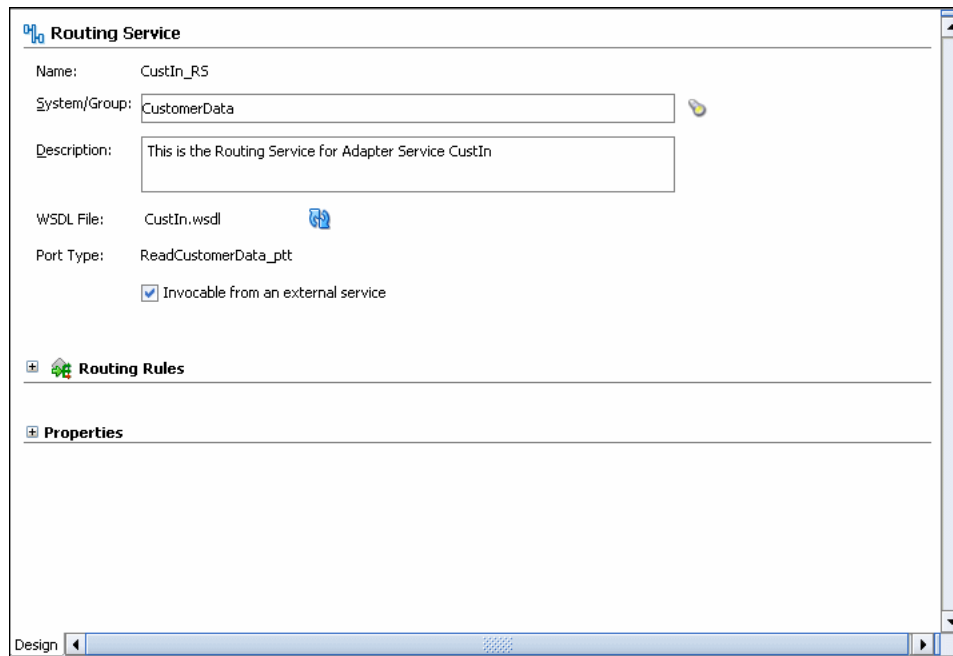 Routing Service
Name: CustIn_RS
System/Group: CustomerData
Description: This is the Routing Service for Adapter Service CustIn
WSDL File: CustIn.wsdl
Port Type: ReadCustomerData_ptt
Invocable from an external service
Routing Rules
Properties
Design